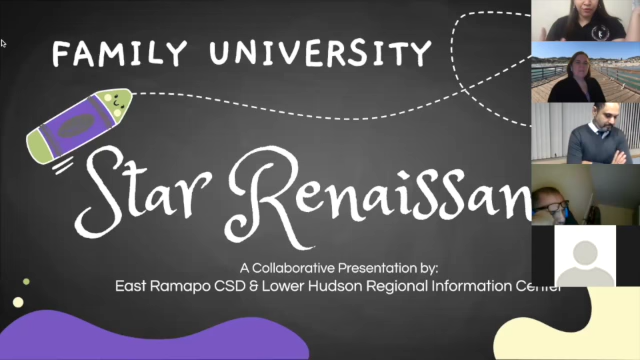 FAMILY UNIVERSITY
Star Renaissan
A Collaborative Presentation by:
East Ramapo CSD & Lower Hudson Regional Information Center